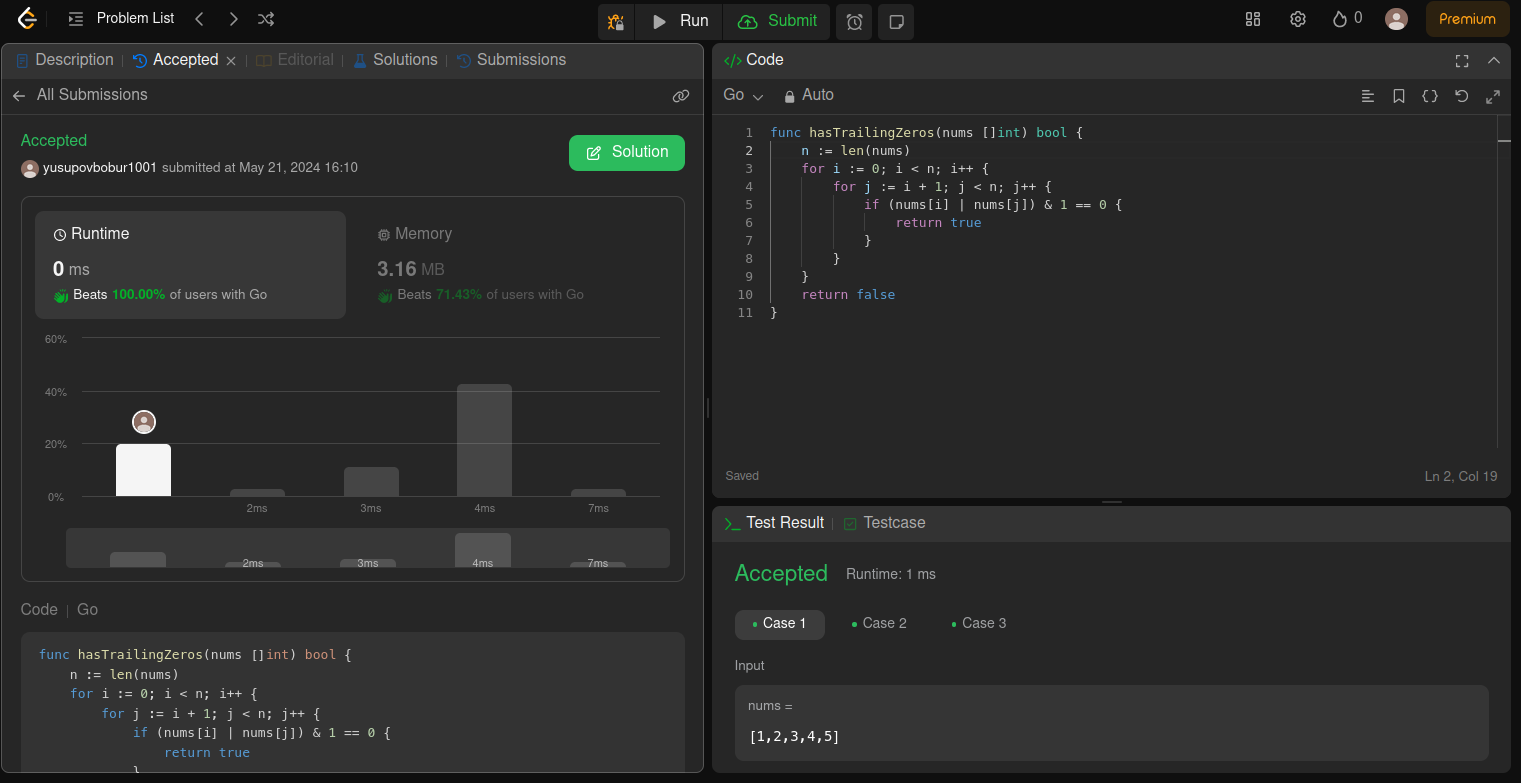 Problem List
Run
Submit
0
Premium
Description | Accepted | Editorial | Solutions | Submissions
All Submissions
Accepted
yusupovbobur1001 submitted at May 21, 2024 16:10
Solution
Runtime
0 ms
Beats 100.00% of users with Go
Memory
3.16 MB
Beats 71.43% of users with Go
60%
40%
20%
0%
2ms 3ms 4ms 7ms
2ms 3ms 4ms 7ms
Code | Go
func hasTrailingZeros(nums []int) bool {
    n := len(nums)
    for i := 0; i < n; i++ {
        for j := i + 1; j < n; j++ {
            if (nums[i] | nums[j]) & 1 == 0 {
                return true
            }
</> Code
Go
Auto
1 func hasTrailingZeros(nums []int) bool {
2     n := len(nums)
3     for i := 0; i < n; i++ {
4         for j := i + 1; j < n; j++ {
5             if (nums[i] | nums[j]) & 1 == 0 {
6                 return true
7             }
8         }
9     }
10     return false
11 }
Saved
Ln 2, Col 19
>_ Test Result | Testcase
Accepted
Runtime: 1 ms
Case 1
Case 2
Case 3
Input
nums =
[1,2,3,4,5]